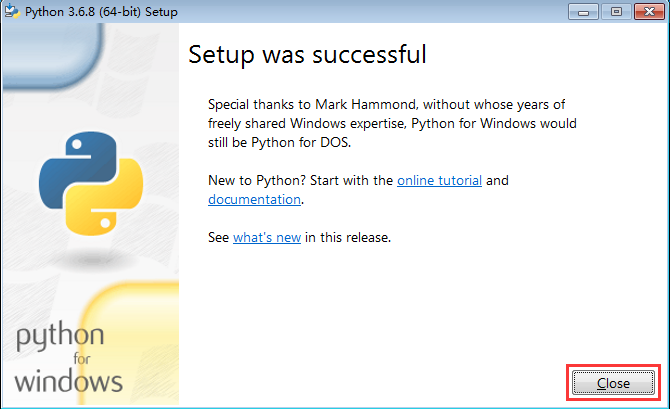 Python 3.6.8 (64-bit) Setup
Setup was successful
Special thanks to Mark Hammond, without whose years of
freely shared Windows expertise, Python for Windows would
still be Python for DOS.
New to Python? Start with the online tutorial and
documentation.
See what's new in this release.
python
for
windows
Close